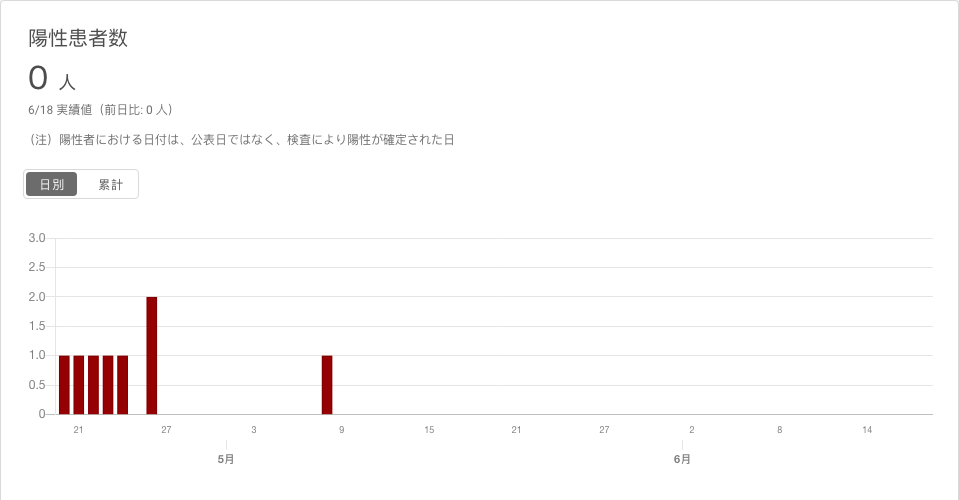 陽性患者数
0 人
6/18 実績値（前日比: 0 人）
（注）陽性者における日付は、公表日ではなく、検査により陽性が確定された日
日別 累計
3.0
2.5
2.0
1.5
1.0
0.5
0
21 27 3 9 15 21 27 2 8 14
5月 6月